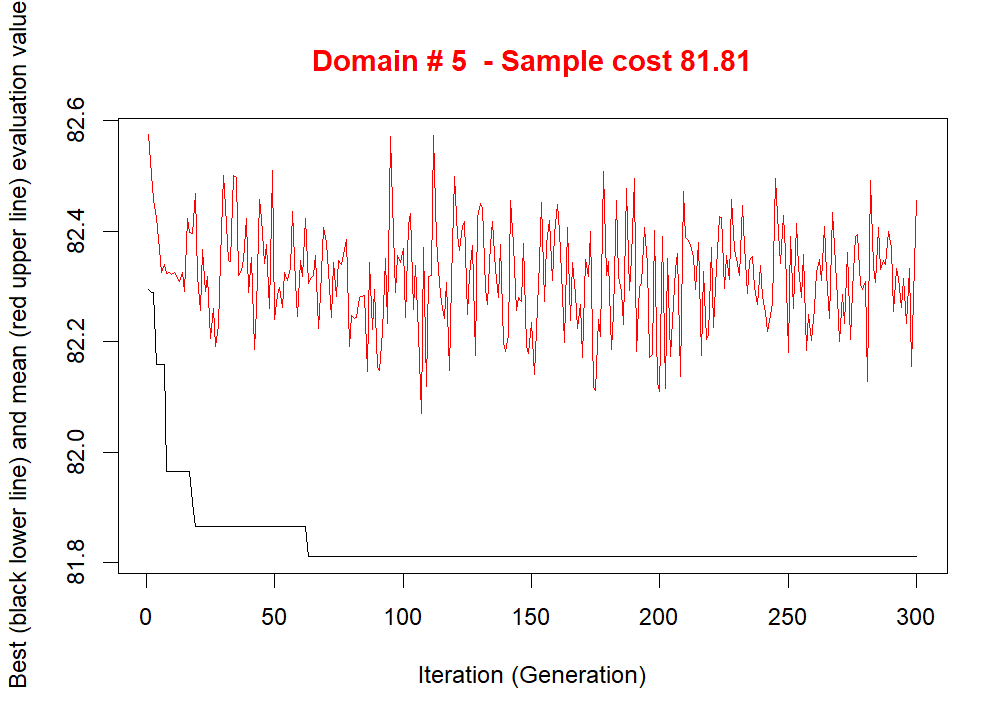 Domain # 5  - Sample cost 81.81
Best (black lower line) and mean (red upper line) evaluation value
82.6
82.4
82.2
82.0
81.8
0 50 100 150 200 250 300
Iteration (Generation)